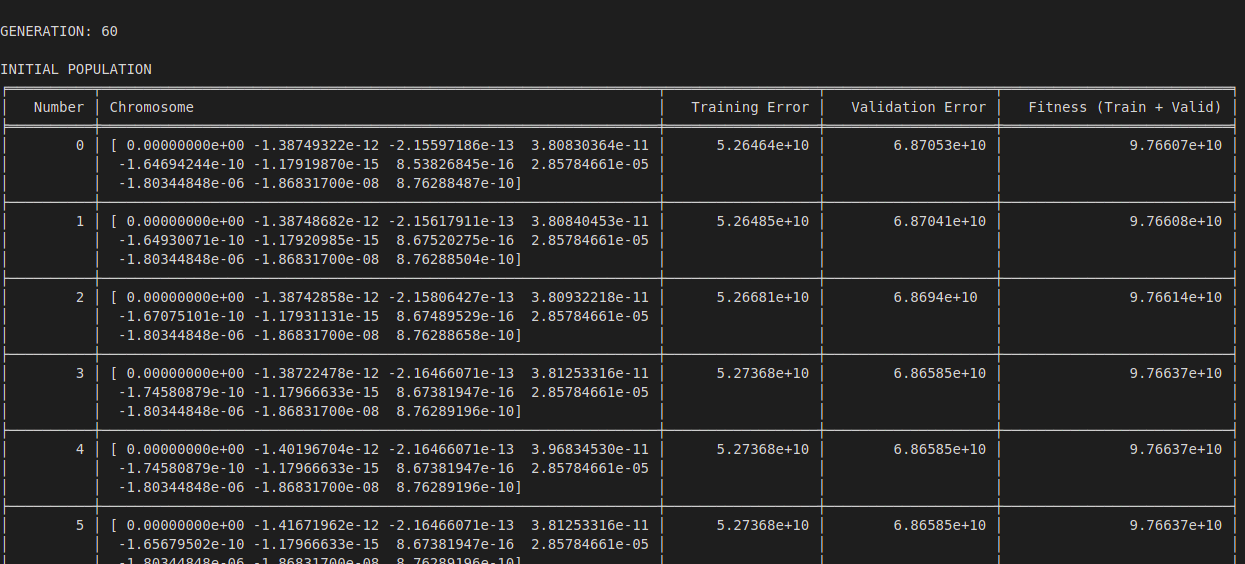 GENERATION: 60
INITIAL POPULATION
Number Chromosome Training Error Validation Error Fitness (Train + Valid)
0 [ 0.00000000e+00 -1.38749322e-12 -2.15597186e-13 3.80830364e-11 5.26464e+10 6.87053e+10 9.76607e+10
-1.64694244e-10 -1.17919870e-15 8.53826845e-16 2.85784661e-05
-1.80344848e-06 -1.86831700e-08 8.76288487e-10]
1 [ 0.00000000e+00 -1.38748682e-12 -2.15617911e-13 3.80840453e-11 5.26485e+10 6.87041e+10 9.76608e+10
-1.64930071e-10 -1.17920985e-15 8.67520275e-16 2.85784661e-05
-1.80344848e-06 -1.86831700e-08 8.76288504e-10]
2 [ 0.00000000e+00 -1.38742858e-12 -2.15806427e-13 3.80932218e-11 5.26681e+10 6.8694e+10 9.76614e+10
-1.67075101e-10 -1.17931131e-15 8.67489529e-16 2.85784661e-05
-1.80344848e-06 -1.86831700e-08 8.76288658e-10]
3 [ 0.00000000e+00 -1.38722478e-12 -2.16466071e-13 3.81253316e-11 5.27368e+10 6.86585e+10 9.76637e+10
-1.74580879e-10 -1.17966633e-15 8.67381947e-16 2.85784661e-05
-1.80344848e-06 -1.86831700e-08 8.76289196e-10]
4 [ 0.00000000e+00 -1.40196704e-12 -2.16466071e-13 3.96834530e-11 5.27368e+10 6.86585e+10 9.76637e+10
-1.74580879e-10 -1.17966633e-15 8.67381947e-16 2.85784661e-05
-1.80344848e-06 -1.86831700e-08 8.76289196e-10]
5 [ 0.00000000e+00 -1.41671962e-12 -2.16466071e-13 3.81253316e-11 5.27368e+10 6.86585e+10 9.76637e+10
-1.65679502e-10 -1.17966633e-15 8.67381947e-16 2.85784661e-05
-1.80344848e-06 -1.86831700e-08 8.76289196e-10]